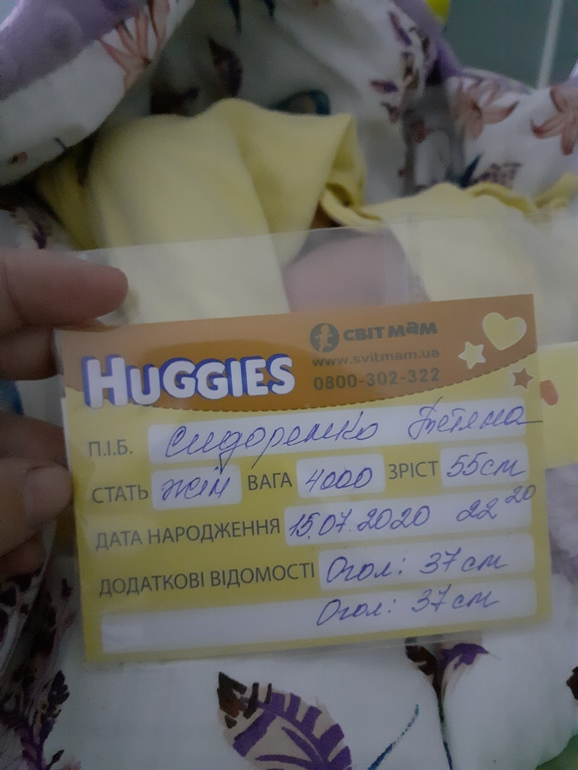 СВІТ МАМ
HUGGIES
www.svitmam.ua
0800-302-322
П.І.Б. Сидоренко Тетяна
СТАТЬ жін ВАГА 4000 ЗРІСТ 55см
ДАТА НАРОДЖЕННЯ 15.07.2020 22 20
ДОДАТКОВІ ВІДОМОСТІ Огол: 37 см
Огол: 37 см